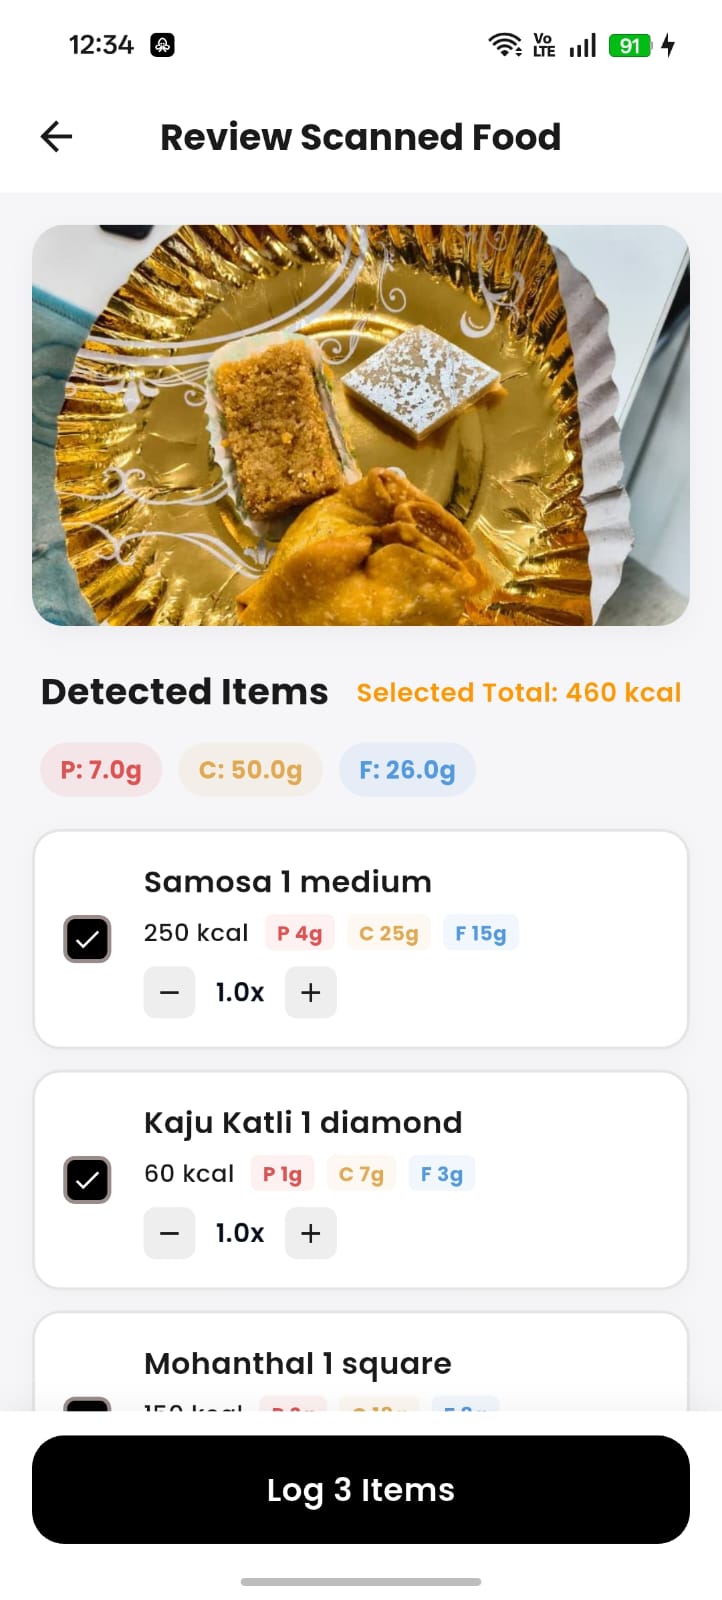 12:34
Vo
LTE
91
Review Scanned Food
Detected Items
Selected Total: 460 kcal
P: 7.0g
C: 50.0g
F: 26.0g
Samosa 1 medium
250 kcal P 4g C 25g F 15g
− 1.0x +
Kaju Katli 1 diamond
60 kcal P 1g C 7g F 3g
− 1.0x +
Mohanthal 1 square
Log 3 Items